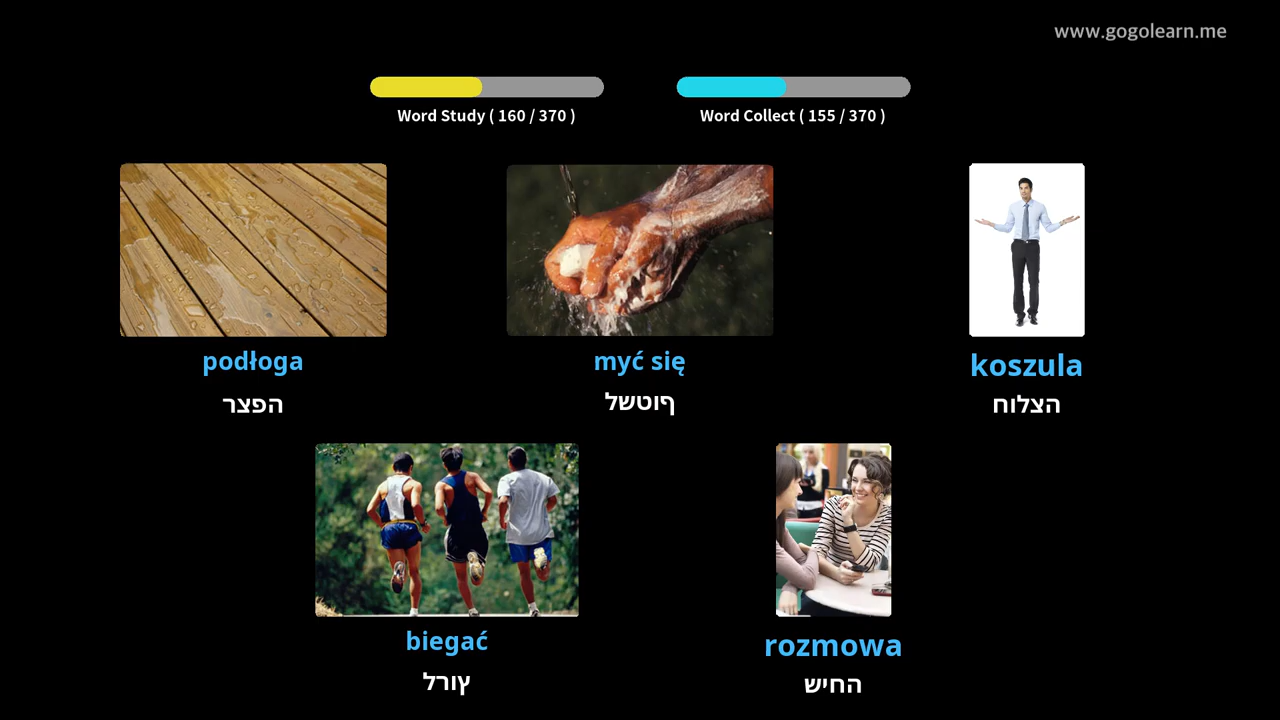 www.gogolearn.me
Word Study ( 160 / 370 )
Word Collect ( 155 / 370 )
podłoga
הפצר
myć się
ףוטשל
koszula
הצלוח
biegać
ץורל
rozmowa
החיש